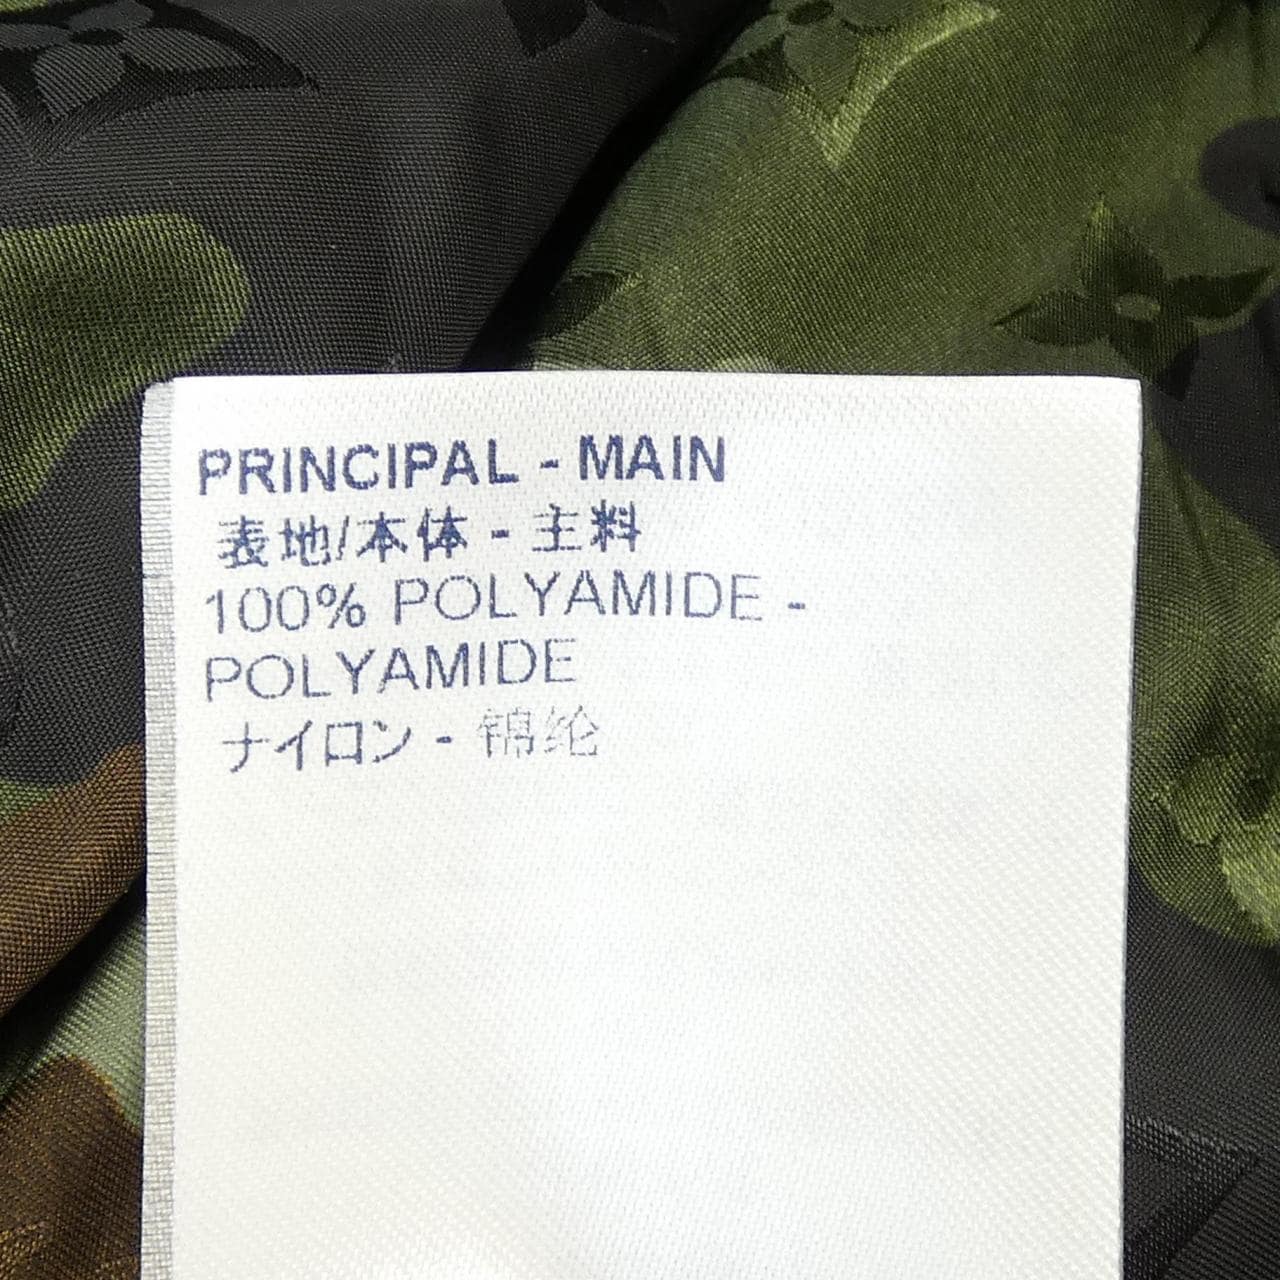 PRINCIPAL - MAIN
表地/本体 - 主料
100% POLYAMIDE -
POLYAMIDE
ナイロン - 锦纶